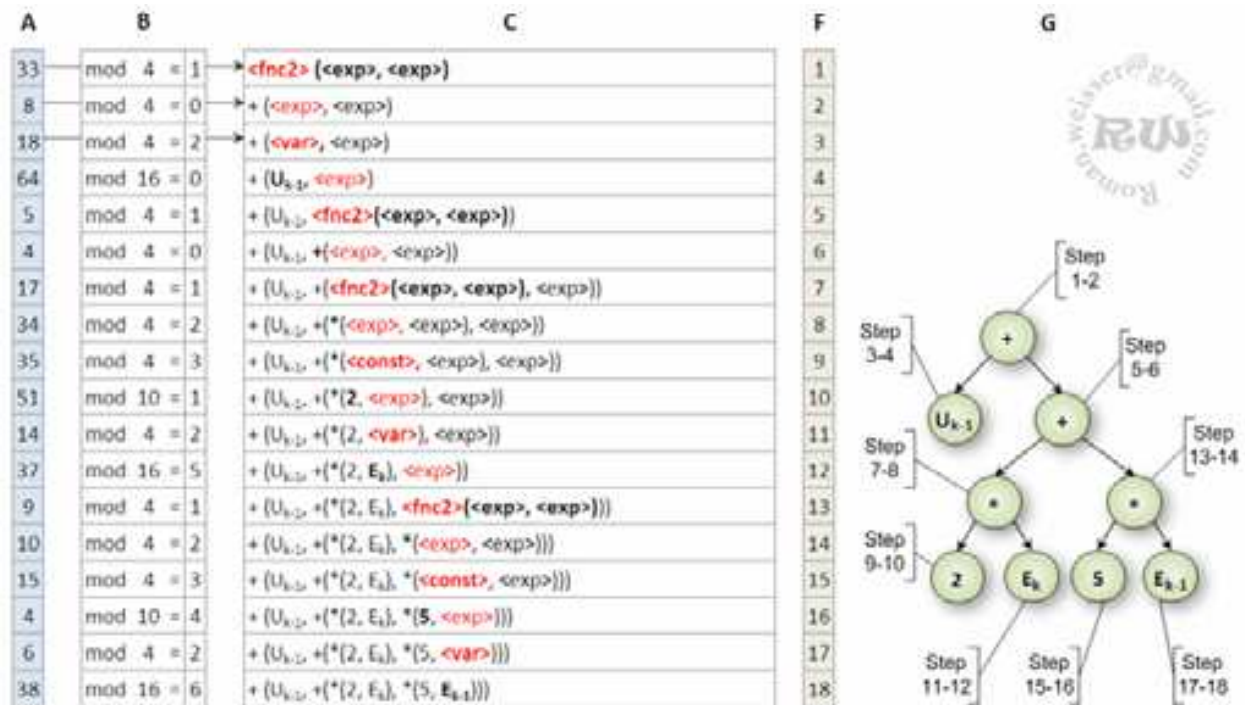 A B C F G
33 mod 4 = 1 <fnc2> (<exp>, <exp>) 1
8 mod 4 = 0 + (<exp>, <exp>) 2
18 mod 4 = 2 + (<var>, <exp>) 3
64 mod 16 = 0 + (Uk-1, <exp>) 4
5 mod 4 = 1 + (Uk-1, <fnc2>(<exp>, <exp>)) 5
4 mod 4 = 0 + (Uk-1, +(<exp>, <exp>)) 6
17 mod 4 = 1 + (Uk-1, +(<fnc2>(<exp>, <exp>), <exp>)) 7
34 mod 4 = 2 + (Uk-1, +(*(<exp>, <exp>), <exp>)) 8
35 mod 4 = 3 + (Uk-1, +(*(<const>, <exp>), <exp>)) 9
51 mod 10 = 1 + (Uk-1, +(*(2, <exp>), <exp>)) 10
14 mod 4 = 2 + (Uk-1, +(*(2, <var>), <exp>)) 11
37 mod 16 = 5 + (Uk-1, +(*(2, Ek), <exp>)) 12
9 mod 4 = 1 + (Uk-1, +(*(2, Ek), <fnc2>(<exp>, <exp>))) 13
10 mod 4 = 2 + (Uk-1, +(*(2, Ek), *(<exp>, <exp>))) 14
15 mod 4 = 3 + (Uk-1, +(*(2, Ek), *(<const>, <exp>))) 15
4 mod 10 = 4 + (Uk-1, +(*(2, Ek), *(5, <exp>))) 16
6 mod 4 = 2 + (Uk-1, +(*(2, Ek), *(5, <var>))) 17
38 mod 16 = 6 + (Uk-1, +(*(2, Ek), *(5, Ek-1))) 18
Roman-weisser@gmail.com
RW
Step
1-2
+
Step
3-4
Step
5-6
Uk-1
+
Step
7-8
Step
13-14
*
*
Step
9-10
2
Ek
5
Ek-1
Step
11-12
Step
15-16
Step
17-18